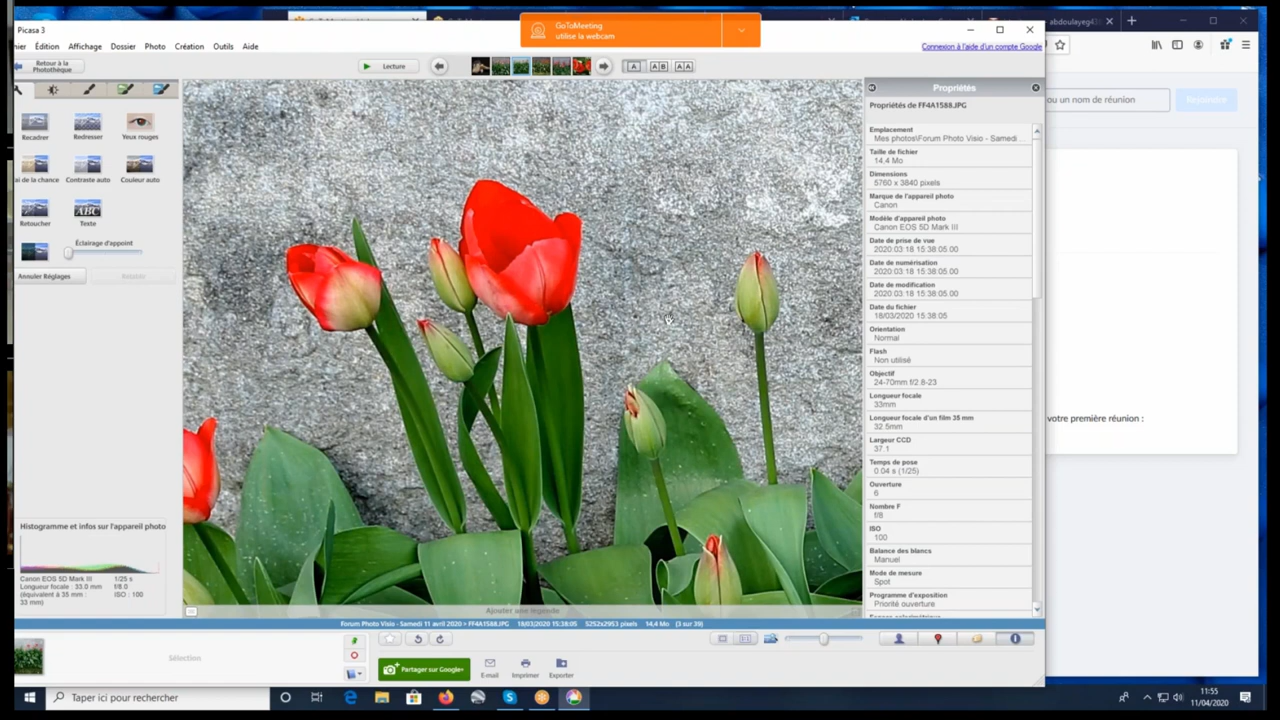 Picasa 3
GoToMeeting
utilise la webcam
abdoulayeg43
hier Édition Affichage Dossier Photo Création Outils Aide
Connexion à l'aide d'un compte Google
Retour à la
Photothèque
Lecture
A AB AA
Propriétés
ou un nom de réunion
Rejoindre
Propriétés de FF4A1588.JPG
Recadrer Redresser Yeux rouges
ai de la chance Contraste auto Couleur auto
ABC
Retoucher Texte
Éclairage d'appoint
Annuler Réglages
Emplacement
Mes photos\Forum Photo Visio - Samedi ...
Taille de fichier
14,4 Mo
Dimensions
5760 x 3840 pixels
Marque de l'appareil photo
Canon
Modèle d'appareil photo
Canon EOS 5D Mark III
Date de prise de vue
2020:03:18 15:38:05.00
Date de numérisation
2020:03:18 15:38:05.00
Date de modification
2020:03:18 15:38:05.00
Date du fichier
18/03/2020 15:38:05
Orientation
Normal
Flash
Non utilisé
Objectif
24-70mm f/2.8-23
Longueur focale
33mm
Longueur focale d'un film 35 mm
32.5mm
Largeur CCD
37.1
Temps de pose
0.04 s (1/25)
Ouverture
6
Nombre F
f/8
ISO
100
Balance des blancs
Manuel
Mode de mesure
Spot
Programme d'exposition
Priorité ouverture
votre première réunion :
Histogramme et infos sur l'appareil photo
Canon EOS 5D Mark III 1/25 s
Longueur focale : 33.0 mm f/8.0
(équivalent à 35 mm : ISO : 100
33 mm)
Ajouter une légende
Forum Photo Visio - Samedi 11 avril 2020 > FF4A1588.JPG 18/03/2020 15:38:05 5252x2953 pixels 14,4 Mo (3 sur 39)
Sélection
1:1
Partager sur Google+
E-mail Imprimer Exporter
Taper ici pour rechercher
11:55
11/04/2020